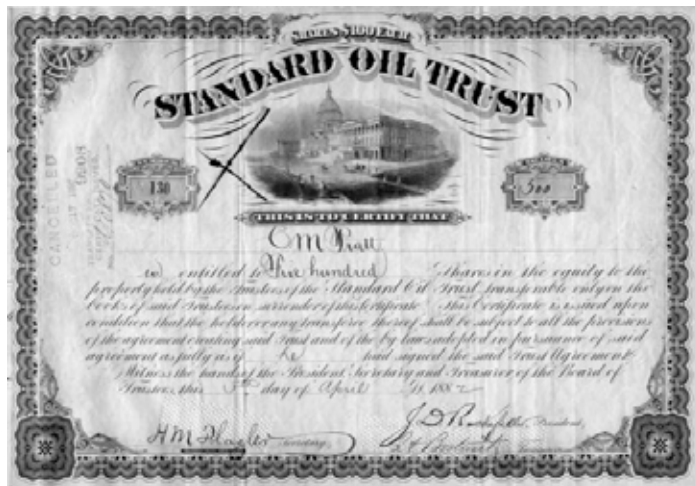 SHARES $100 EACH
STANDARD OIL TRUST
CANCELLED
130
500
THIS IS TO CERTIFY THAT
C M Pratt
is entitled to Five hundred Shares in the equity to the
property held by the Trustees of the Standard Oil Trust, transferable only on the
books of said Trustees on surrender of this Certificate. This Certificate is issued upon
condition that the holder or any transferee thereof shall be subject to all the provisions
of the agreement creating said Trust and of the by laws adopted in pursuance of said
agreement as fully as if he had signed the said Trust Agreement.
Witness the hands of the President, Secretary and Treasurer of the Board of
Trustees this 5th day of April 1882
H M Flagler Secretary
J D Rockefeller President,
Treasurer